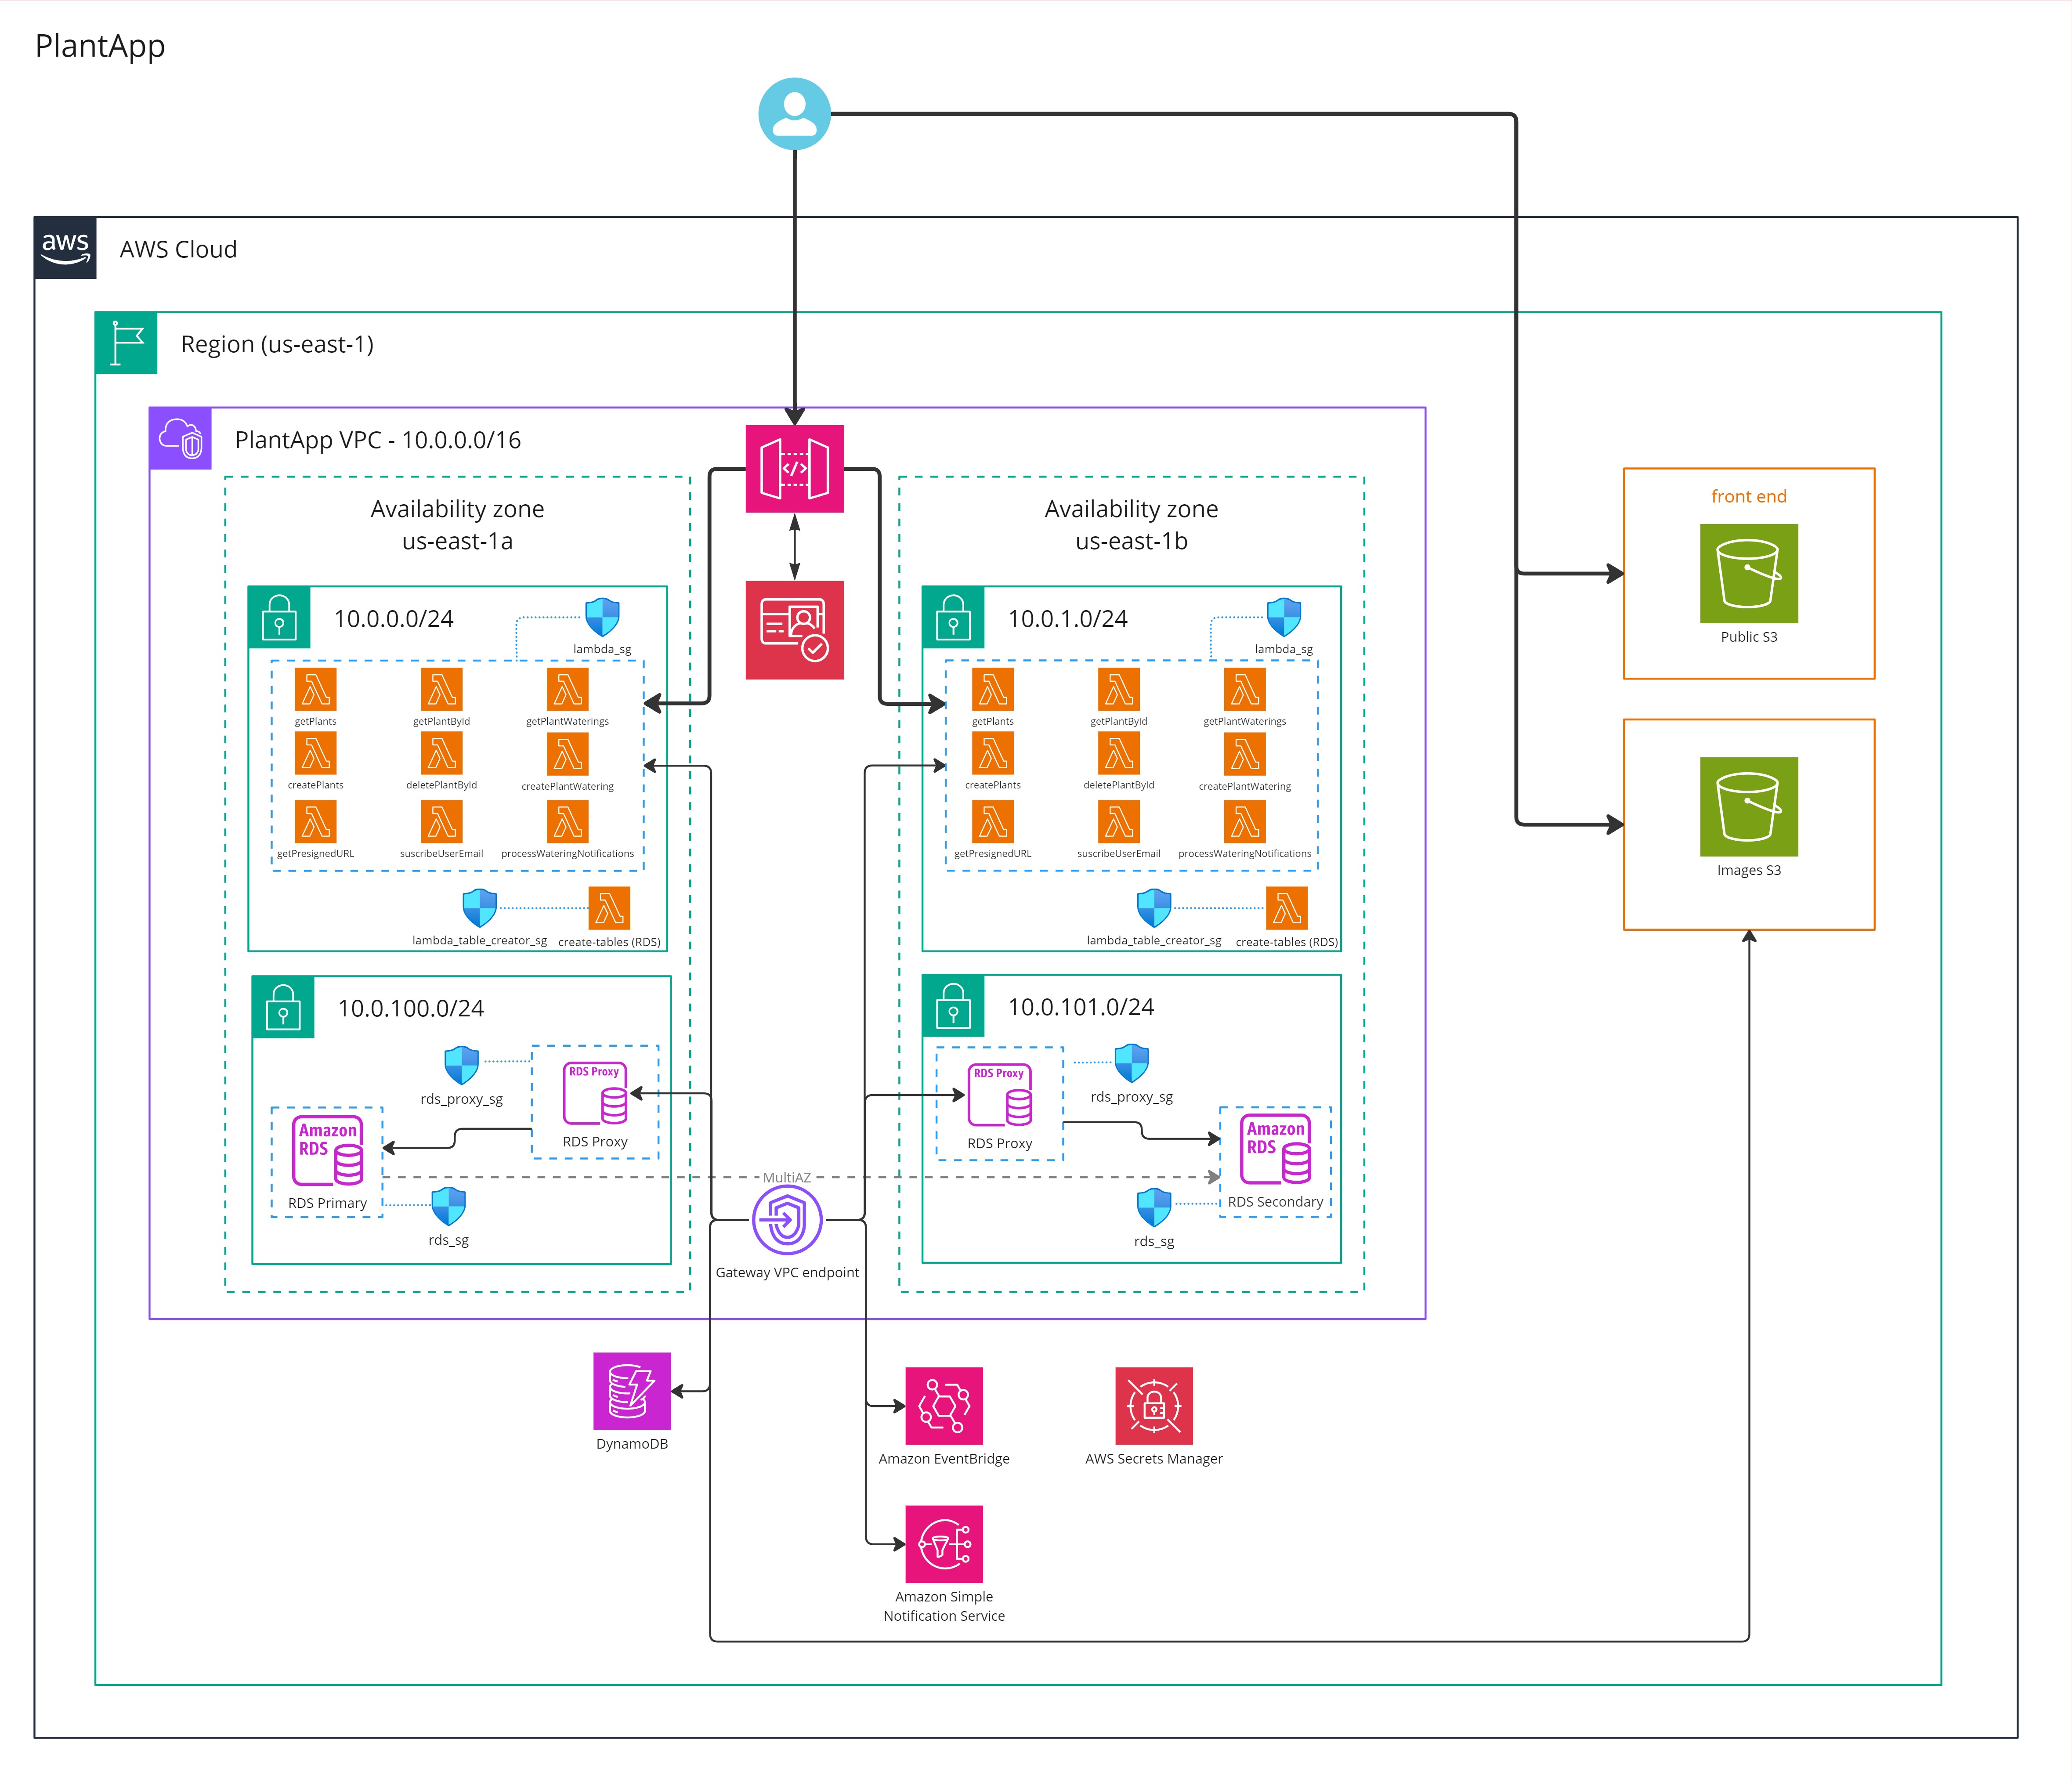 PlantApp
aws
AWS Cloud
Region (us-east-1)
PlantApp VPC - 10.0.0.0/16
Availability zone
us-east-1a
10.0.0.0/24
lambda_sg
getPlants
getPlantById
getPlantWaterings
createPlants
deletePlantById
createPlantWatering
getPresignedURL
suscribeUserEmail
processWateringNotifications
lambda_table_creator_sg
create-tables (RDS)
10.0.100.0/24
rds_proxy_sg
RDS Proxy
RDS Proxy
Amazon
RDS
RDS Primary
rds_sg
</>
Availability zone
us-east-1b
10.0.1.0/24
lambda_sg
getPlants
getPlantById
getPlantWaterings
createPlants
deletePlantById
createPlantWatering
getPresignedURL
suscribeUserEmail
processWateringNotifications
lambda_table_creator_sg
create-tables (RDS)
10.0.101.0/24
RDS Proxy
RDS Proxy
rds_proxy_sg
Amazon
RDS
RDS Secondary
rds_sg
MultiAZ
Gateway VPC endpoint
front end
Public S3
Images S3
DynamoDB
Amazon EventBridge
AWS Secrets Manager
Amazon Simple
Notification Service